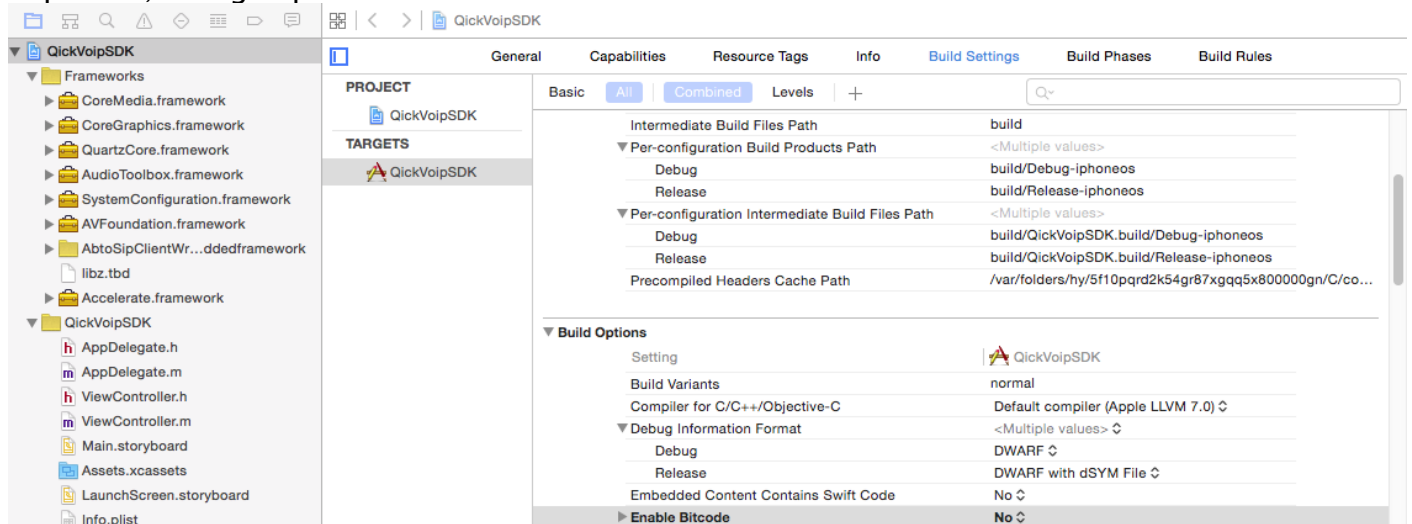 QickVoipSDK
QickVoipSDK
General Capabilities Resource Tags Info Build Settings Build Phases Build Rules
Frameworks
CoreMedia.framework
CoreGraphics.framework
QuartzCore.framework
AudioToolbox.framework
SystemConfiguration.framework
AVFoundation.framework
AbtoSipClientWr...ddedframework
libz.tbd
Accelerate.framework
QickVoipSDK
AppDelegate.h
AppDelegate.m
ViewController.h
ViewController.m
Main.storyboard
Assets.xcassets
LaunchScreen.storyboard
Info.plist
PROJECT
QickVoipSDK
TARGETS
QickVoipSDK
Basic All Combined Levels
Intermediate Build Files Path build
Per-configuration Build Products Path <Multiple values>
Debug build/Debug-iphoneos
Release build/Release-iphoneos
Per-configuration Intermediate Build Files Path <Multiple values>
Debug build/QickVoipSDK.build/Debug-iphoneos
Release build/QickVoipSDK.build/Release-iphoneos
Precompiled Headers Cache Path /var/folders/hy/5f10pqrd2k54gr87xgqq5x800000gn/C/co...
Build Options
Setting QickVoipSDK
Build Variants normal
Compiler for C/C++/Objective-C Default compiler (Apple LLVM 7.0)
Debug Information Format <Multiple values>
Debug DWARF
Release DWARF with dSYM File
Embedded Content Contains Swift Code No
Enable Bitcode No